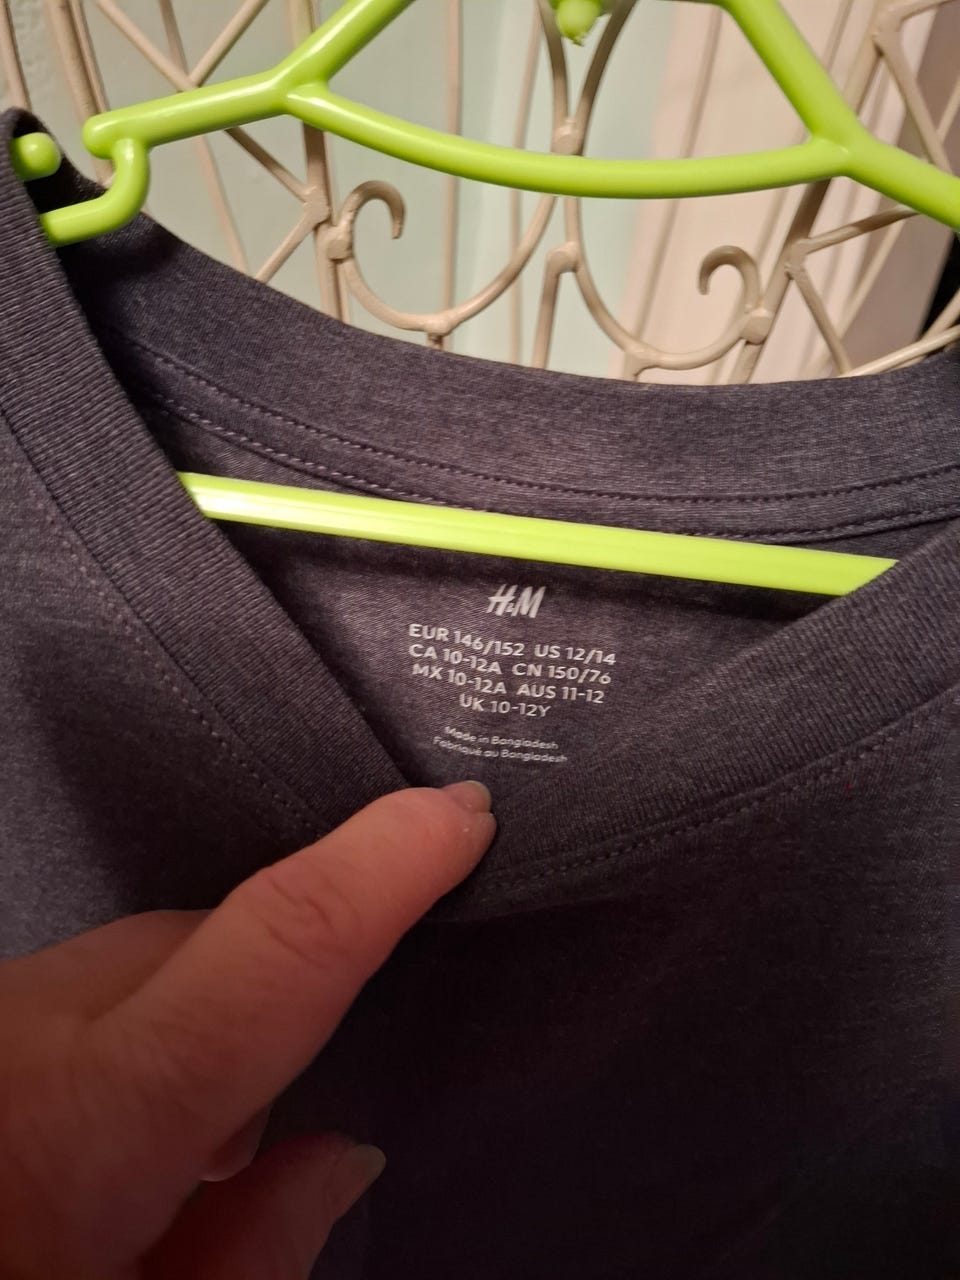 H&M
EUR 146/152 US 12/14
CA 10-12A CN 150/76
MX 10-12A AUS 11-12
UK 10-12Y
Made in Bangladesh
Fabriqué au Bangladesh